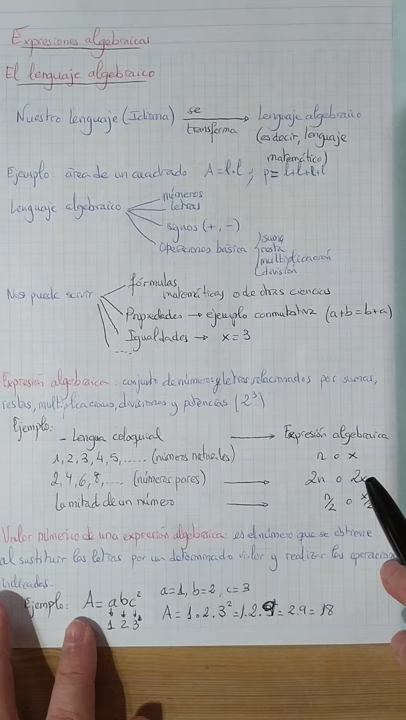 Expresiones algebraicas
El lenguaje algebraico
Nuestro lenguaje (Idioma) se transforma lenguaje algebraico
(es decir, lenguaje
matemático)
Ejemplo: área de un cuadrado A=l·l ; p=l+l+l+l
Lenguaje algebraico números
letras
signos (+, -)
Operaciones básica suma
resta
multiplicación
división
Nos puede servir fórmulas
matemáticas o de otras ciencias
Propiedades → ejemplo conmutativa (a+b=b+a)
Igualdades → x=3
....
Expresión algebraica: conjunto de números y letras relacionados por sumas,
restas, multiplicaciones, divisiones y potencias (2³)
Ejemplo:
- Lengua coloquial → Expresión algebraica
1, 2, 3, 4, 5, ..... (números naturales) → n o x
2, 4, 6, 8, ..... (números pares) → 2n o 2x
La mitad de un número → n/2 o x/2
Valor númerico de una expresión algebraica: es el número que se obtiene
al sustituir las letras por un determinado valor y realizar las operaciones
indicadas.
Ejemplo: A = abc² a=1, b=2, c=3
1 2 3² A = 1·2·3² = 1·2·9 = 2·9 = 18